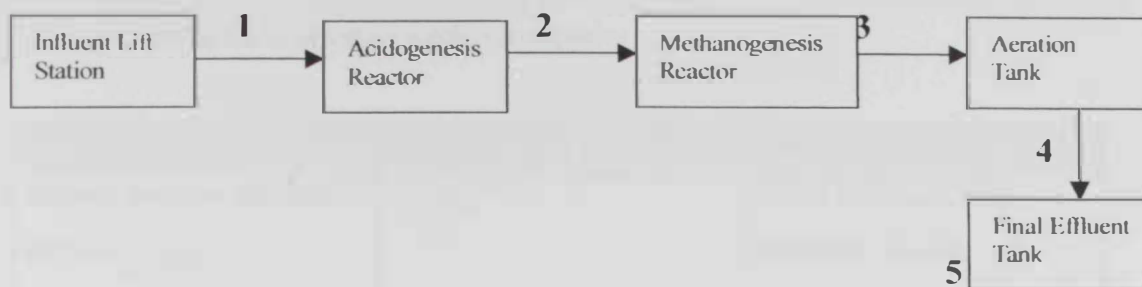 1
2
3
Influent Lift
Station
Acidogenesis
Reactor
Methanogenesis
Reactor
Aeration
Tank
4
Final Effluent
Tank
5